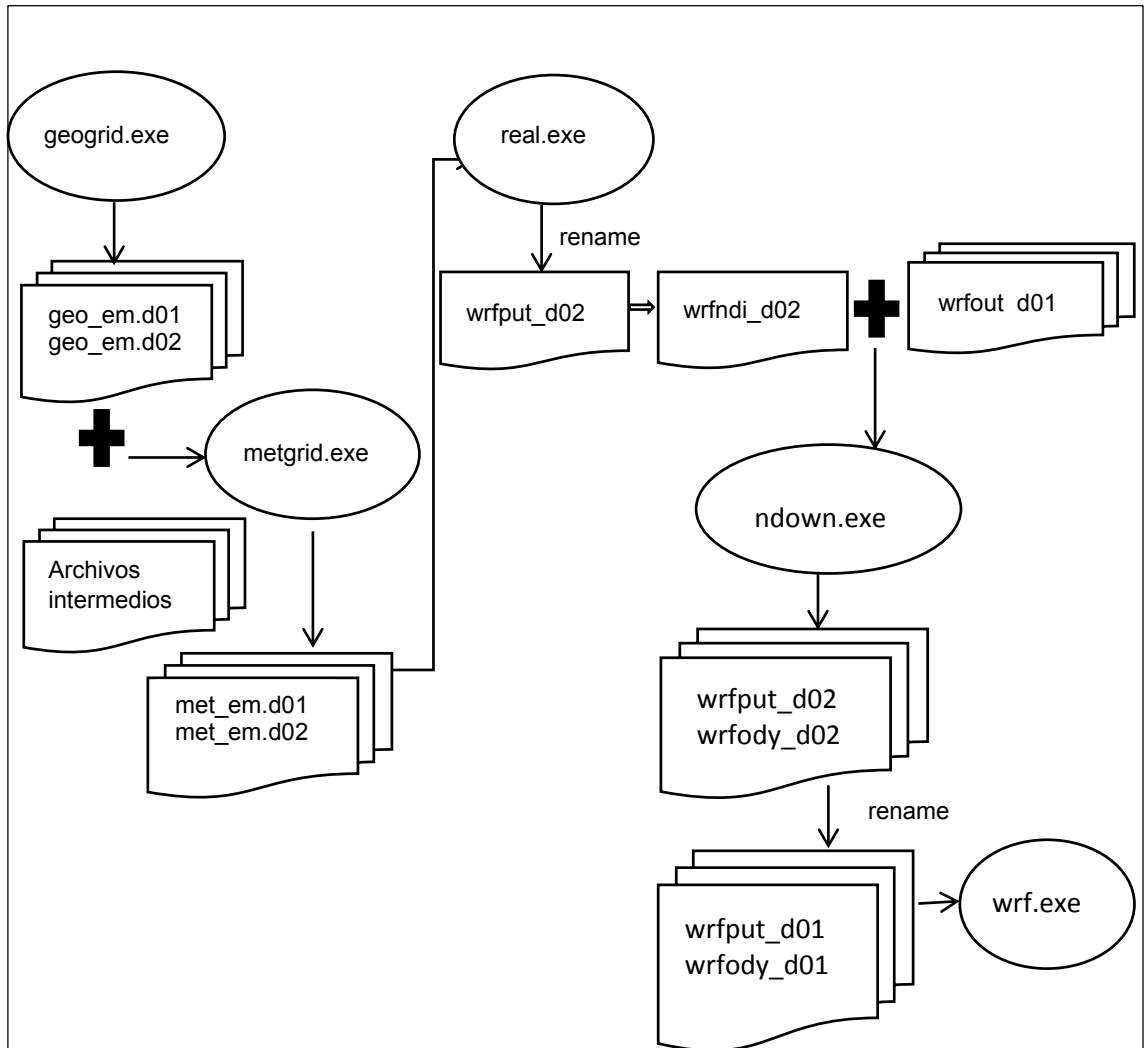 geogrid.exe
geo_em.d01
geo_em.d02
metgrid.exe
Archivos
intermedios
met_em.d01
met_em.d02
real.exe
rename
wrfput_d02
wrfndi_d02
wrfout d01
ndown.exe
wrfput_d02
wrfody_d02
rename
wrfput_d01
wrfody_d01
wrf.exe